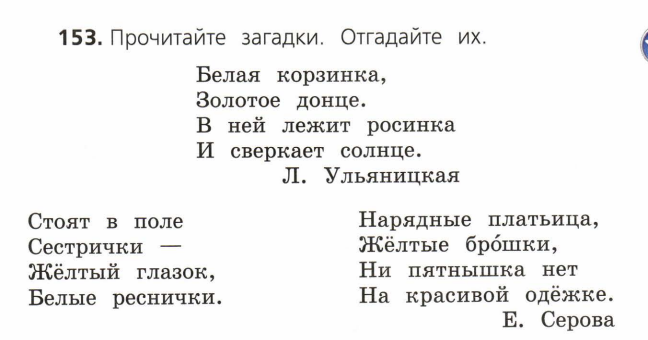 153. Прочитайте загадки. Отгадайте их.
Белая корзинка,
Золотое донце.
В ней лежит росинка
И сверкает солнце.
Л. Ульяницкая
Стоят в поле
Сестрички —
Жёлтый глазок,
Белые реснички.
Нарядные платьица,
Жёлтые бро́шки,
Ни пятнышка нет
На красивой одёжке.
Е. Серова